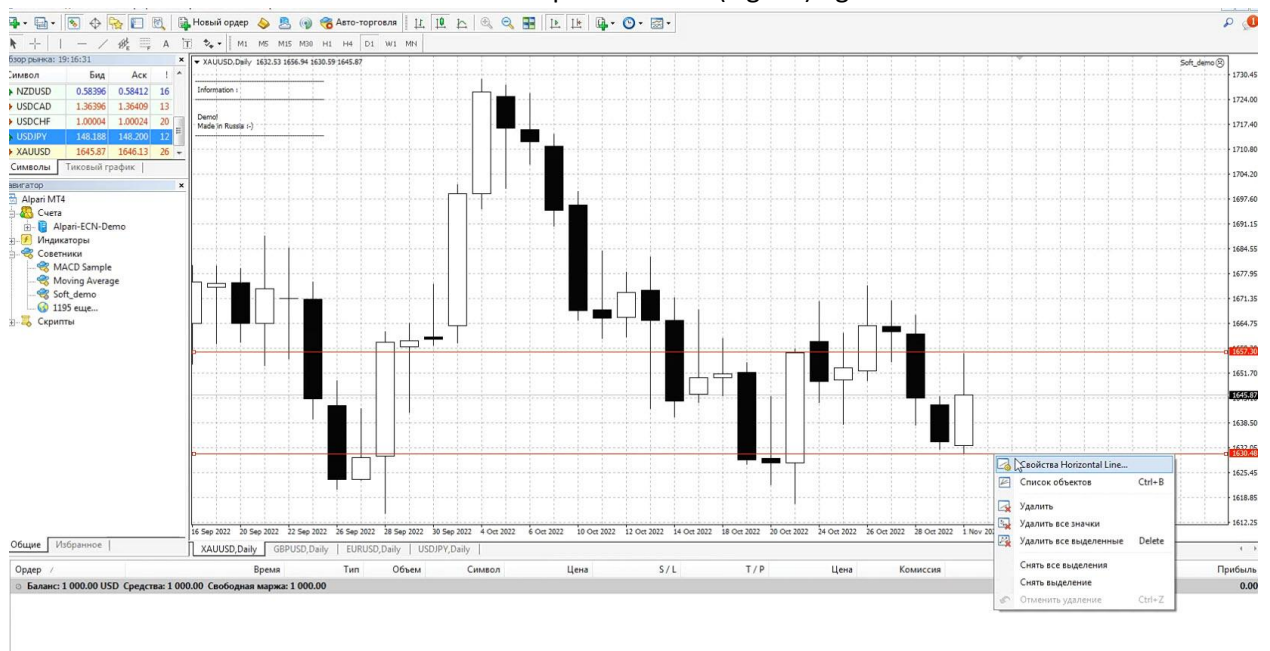 Новый ордер Авто-торговля
A T M1 M5 M15 M30 H1 H4 D1 W1 MN
бзор рынка: 19:16:31
Символ Бид Аск !
NZDUSD 0.58396 0.58412 16
USDCAD 1.36396 1.36409 13
USDCHF 1.00004 1.00024 20
USDJPY 148.188 148.200 12
XAUUSD 1645.87 1646.13 26
Символы Тиковый график
авигатор
Alpari MT4
Счета
Alpari-ECN-Demo
Индикаторы
Советники
MACD Sample
Moving Average
Soft_demo
1195 еще...
Скрипты
Общие Избранное
XAUUSD,Daily 1632.53 1656.94 1630.59 1645.87
Soft_demo
Information :
Demo!
Made in Russia :-)
1730.45
1724.00
1717.40
1710.80
1704.20
1697.60
1691.15
1684.55
1677.95
1671.35
1664.75
1657.30
1651.70
1645.87
1638.50
1632.05
1630.48
1625.45
1618.85
1612.25
16 Sep 2022 20 Sep 2022 22 Sep 2022 26 Sep 2022 28 Sep 2022 30 Sep 2022 4 Oct 2022 6 Oct 2022 10 Oct 2022 12 Oct 2022 14 Oct 2022 18 Oct 2022 20 Oct 2022 24 Oct 2022 26 Oct 2022 28 Oct 2022 1 Nov
Свойства Horizontal Line...
Список объектов Ctrl+B
Удалить
Удалить все значки
Удалить все выделенные Delete
Снять все выделения
Снять выделение
Отменить удаление Ctrl+Z
XAUUSD,Daily GBPUSD,Daily EURUSD,Daily USDJPY,Daily
Ордер / Время Тип Объем Символ Цена S / L T / P Цена Комиссия Прибыль
Баланс: 1 000.00 USD Средства: 1 000.00 Свободная маржа: 1 000.00 0.00